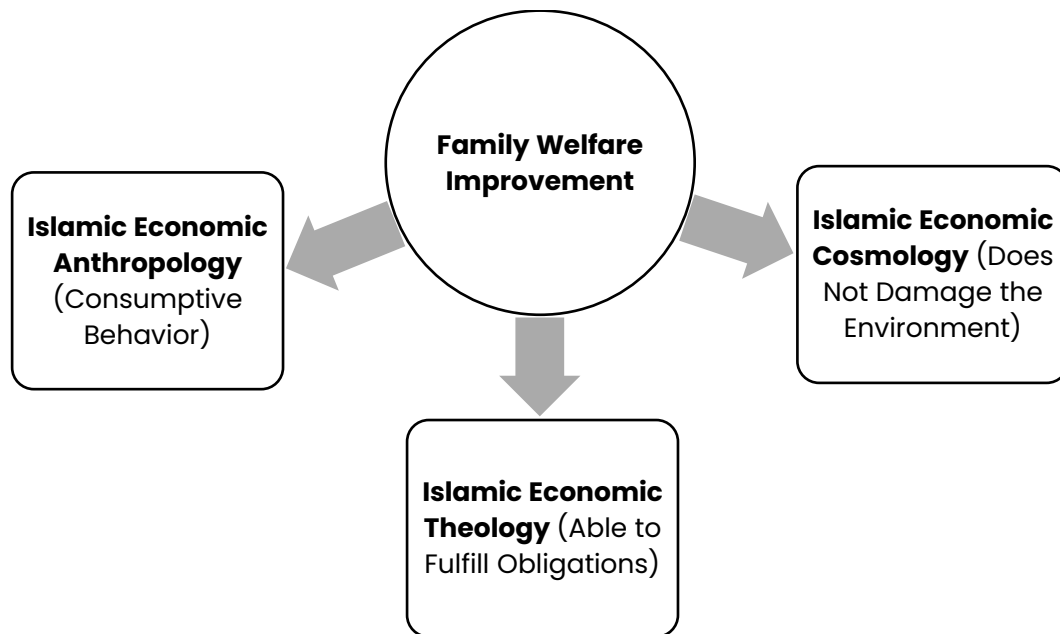 Family Welfare
Improvement
Islamic Economic
Anthropology
(Consumptive
Behavior)
Islamic Economic
Theology (Able to
Fulfill Obligations)
Islamic Economic
Cosmology (Does
Not Damage the
Environment)